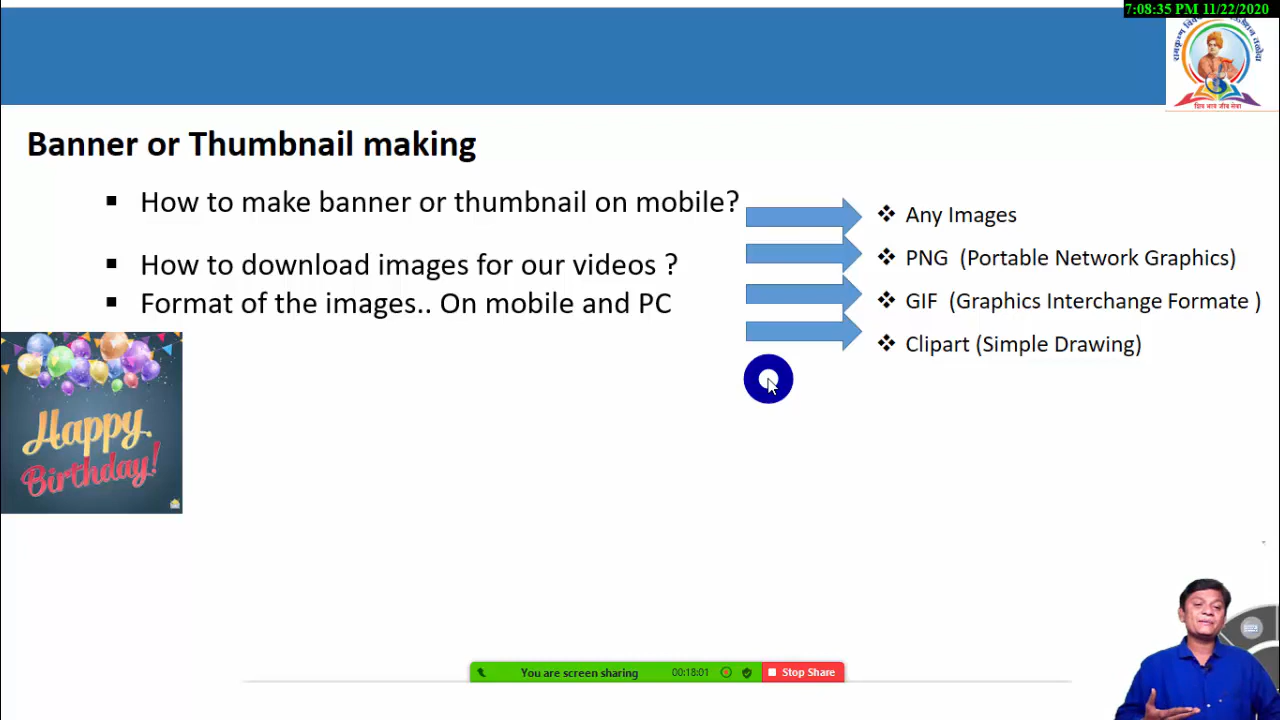 7:08:35 PM 11/22/2020
Banner or Thumbnail making
How to make banner or thumbnail on mobile?
How to download images for our videos ?
Format of the images.. On mobile and PC
Any Images
PNG (Portable Network Graphics)
GIF (Graphics Interchange Formate )
Clipart (Simple Drawing)
Happy
Birthday!
You are screen sharing
00:18:01
Stop Share